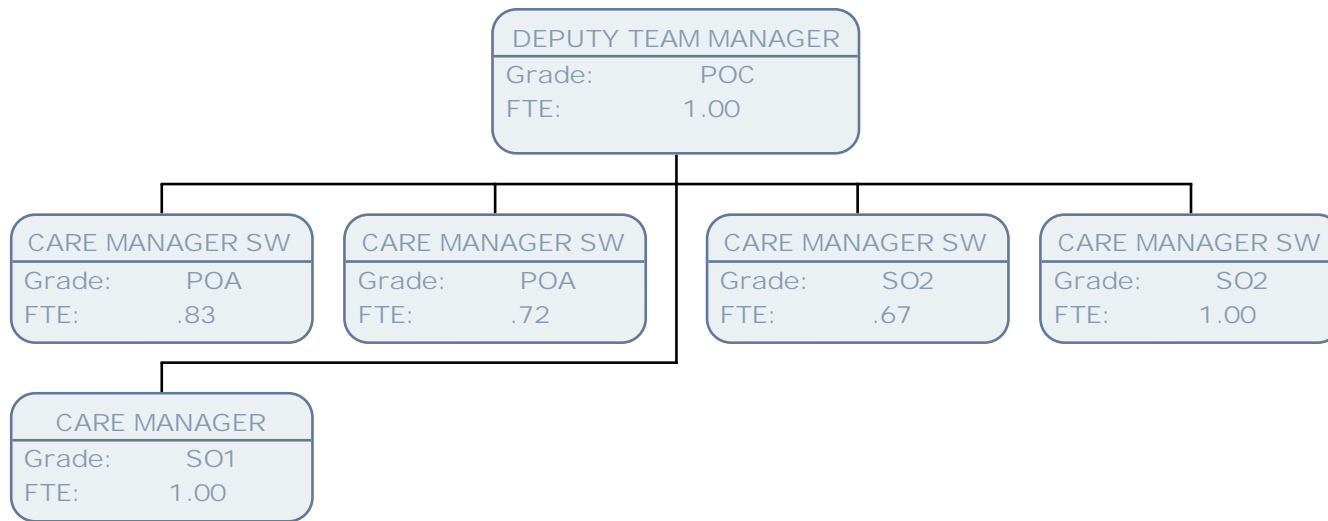 DEPUTY TEAM MANAGER
Grade: POC
FTE: 1.00
CARE MANAGER SW
Grade: POA
FTE: .83
CARE MANAGER SW
Grade: POA
FTE: .72
CARE MANAGER SW
Grade: SO2
FTE: .67
CARE MANAGER SW
Grade: SO2
FTE: 1.00
CARE MANAGER
Grade: SO1
FTE: 1.00